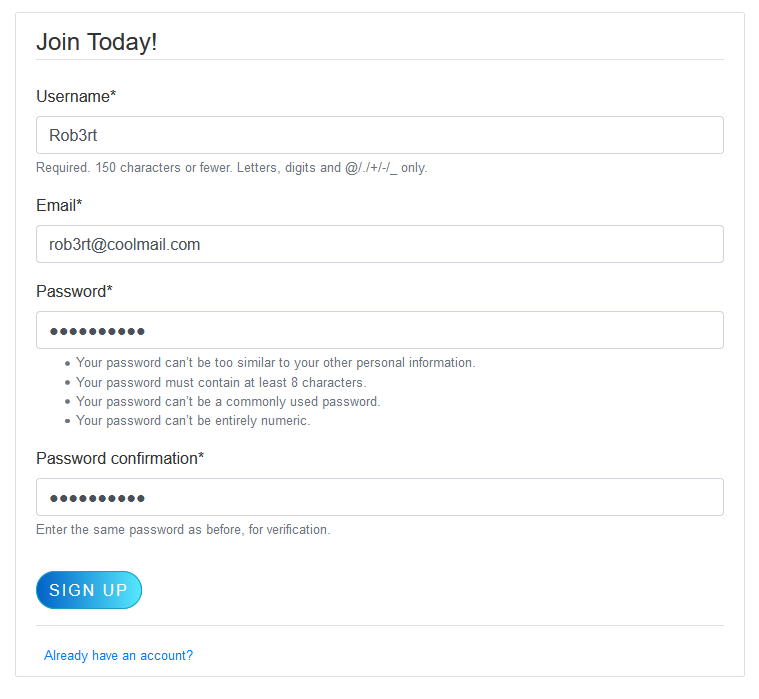 Join Today!
Username*
Rob3rt
Required. 150 characters or fewer. Letters, digits and @/./+/-/_ only.
Email*
rob3rt@coolmail.com
Password*
●●●●●●●●●●
Your password can't be too similar to your other personal information.
Your password must contain at least 8 characters.
Your password can't be a commonly used password.
Your password can't be entirely numeric.
Password confirmation*
●●●●●●●●●●
Enter the same password as before, for verification.
SIGN UP
Already have an account?